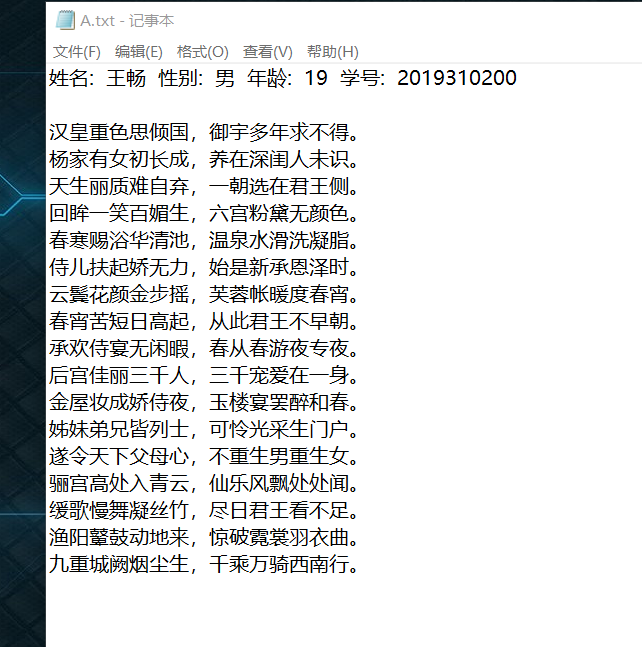 A.txt - 记事本
文件(F) 编辑(E) 格式(O) 查看(V) 帮助(H)
姓名: 王畅 性别: 男 年龄: 19 学号: 2019310200
汉皇重色思倾国，御宇多年求不得。
杨家有女初长成，养在深闺人未识。
天生丽质难自弃，一朝选在君王侧。
回眸一笑百媚生，六宫粉黛无颜色。
春寒赐浴华清池，温泉水滑洗凝脂。
侍儿扶起娇无力，始是新承恩泽时。
云鬓花颜金步摇，芙蓉帐暖度春宵。
春宵苦短日高起，从此君王不早朝。
承欢侍宴无闲暇，春从春游夜专夜。
后宫佳丽三千人，三千宠爱在一身。
金屋妆成娇侍夜，玉楼宴罢醉和春。
姊妹弟兄皆列士，可怜光采生门户。
遂令天下父母心，不重生男重生女。
骊宫高处入青云，仙乐风飘处处闻。
缓歌慢舞凝丝竹，尽日君王看不足。
渔阳鼙鼓动地来，惊破霓裳羽衣曲。
九重城阙烟尘生，千乘万骑西南行。